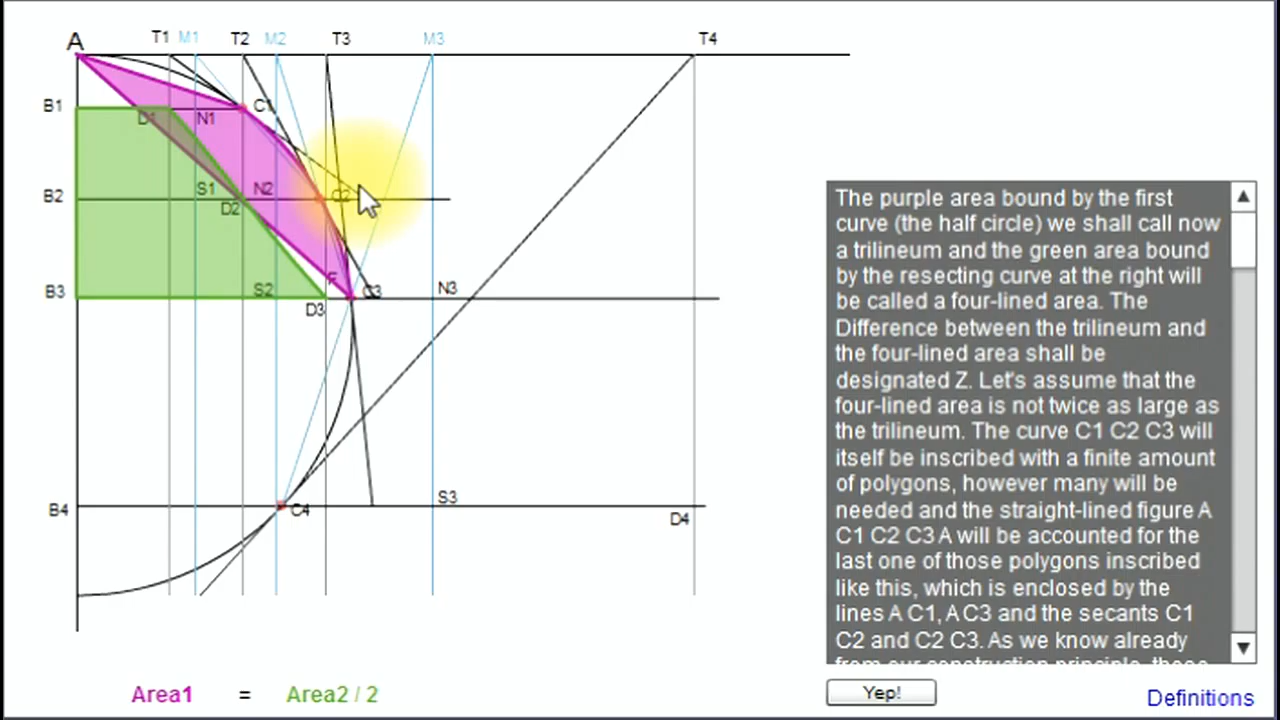 A T1 M1 T2 M2 T3 M3 T4
B1 D1 N1 C1
B2 S1 D2 N2 C2
B3 S2 F D3 C3 N3
B4 C4 S3 D4
The purple area bound by the first
curve (the half circle) we shall call now
a trilineum and the green area bound
by the resecting curve at the right will
be called a four-lined area. The
Difference between the trilineum and
the four-lined area shall be
designated Z. Let's assume that the
four-lined area is not twice as large as
the trilineum. The curve C1 C2 C3 will
itself be inscribed with a finite amount
of polygons, however many will be
needed and the straight-lined figure A
C1 C2 C3 A will be accounted for the
last one of those polygons inscribed
like this, which is enclosed by the
lines A C1, A C3 and the secants C1
C2 and C2 C3. As we know already
from our construction principle, these
Area1 = Area2 / 2
Yep!
Definitions